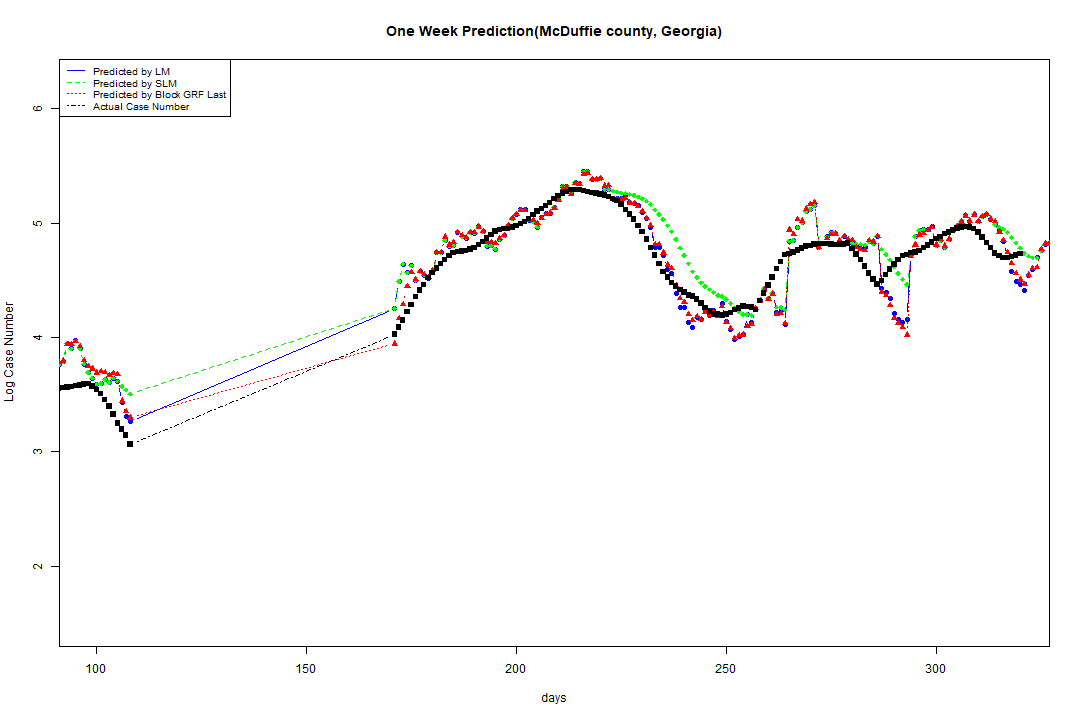 One Week Prediction(McDuffie county, Georgia)
Predicted by LM
Predicted by SLM
Predicted by Block GRF Last
Actual Case Number
6
5
4
3
2
Log Case Number
100 150 200 250 300
days